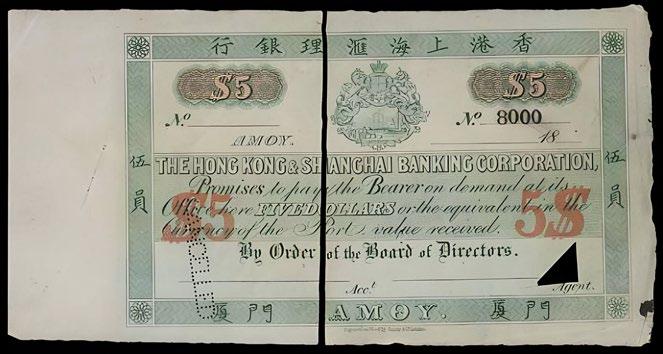 行銀理滙海上港香
$5 $5
No. No. 8000
AMOY. 18
伍員 伍員
THE HONG KONG & SHANGHAI BANKING CORPORATION,
Promises to pay the Bearer on demand at its
Office here FIVE DOLLARS or the equivalent in the
Currency of the Port, value received.
$5 5$
By Order of the Board of Directors.
Acct. Agent.
厦門 AMOY. 厦門